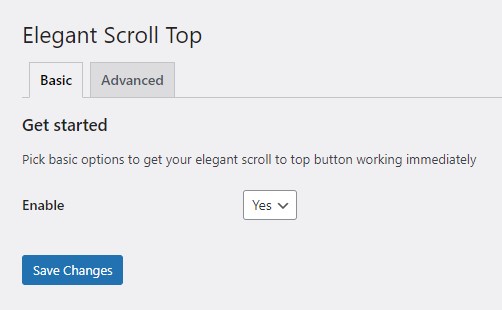 Elegant Scroll Top
Basic Advanced
Get started
Pick basic options to get your elegant scroll to top button working immediately
Enable Yes
Save Changes